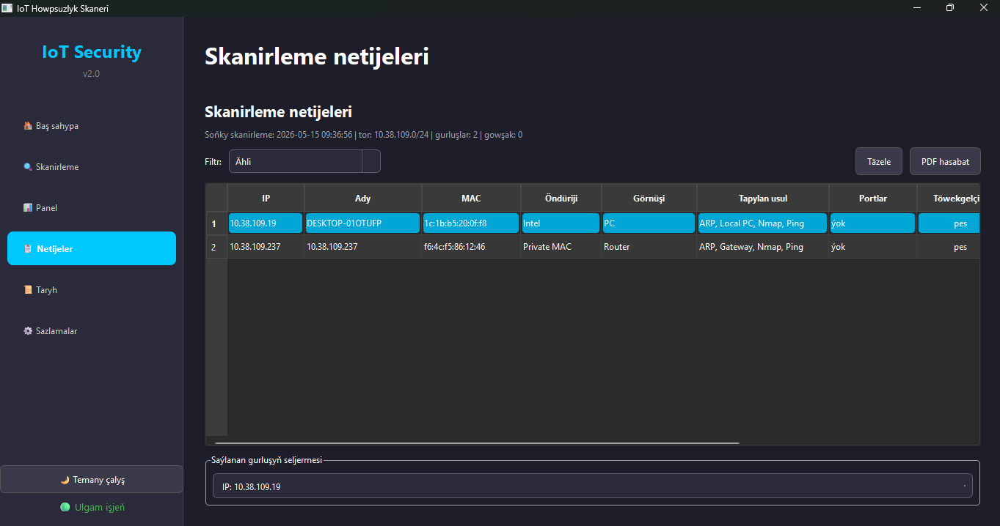 IoT Howpsuzlyk Skaneri
IoT Security
v2.0
Baş sahypa
Skanirleme
Panel
Netijeler
Taryh
Sazlamalar
Temany çalyş
Ulgam işjeň
Skanirleme netijeleri
Skanirleme netijeleri
Soňky skanirleme: 2026-05-15 09:36:56 | tor: 10.38.109.0/24 | gurluşlar: 2 | gowşak: 0
Filtr: Ähli Täzele PDF hasabat
IP Ady MAC Öndüriji Görnüşi Tapylan usul Portlar Töwekgelçi
1 10.38.109.19 DESKTOP-01OTUFP 1c:1b:b5:20:0f:f8 Intel PC ARP, Local PC, Nmap, Ping ýok pes
2 10.38.109.237 10.38.109.237 f6:4c:f5:86:12:46 Private MAC Router ARP, Gateway, Nmap, Ping ýok pes
Saýlanan gurluşyň seljermesi
IP: 10.38.109.19